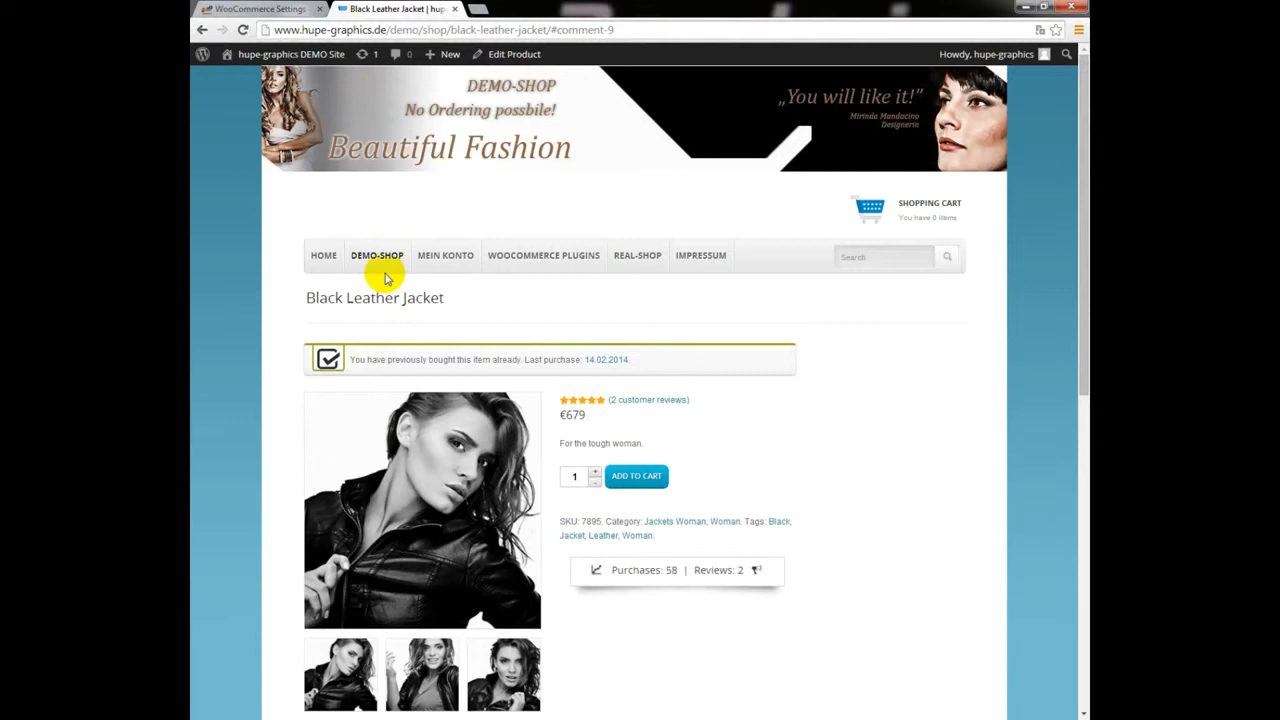 WooCommerce Settings
Black Leather Jacket | hup
www.hupe-graphics.de/demo/shop/black-leather-jacket/#comment-9
hupe-graphics DEMO Site 1 0 New Edit Product Howdy, hupe-graphics
DEMO-SHOP
No Ordering possbile!
Beautiful Fashion
„You will like it!”
Mirinda Mandacino
Designerin
SHOPPING CART
You have 0 items
HOME DEMO-SHOP MEIN KONTO WOOCOMMERCE PLUGINS REAL-SHOP IMPRESSUM Search
Black Leather Jacket
You have previously bought this item already. Last purchase: 14.02.2014.
(2 customer reviews)
€679
For the tough woman.
1 + - ADD TO CART
SKU: 7895. Category: Jackets Woman, Woman. Tags: Black,
Jacket, Leather, Woman.
Purchases: 58 | Reviews: 2